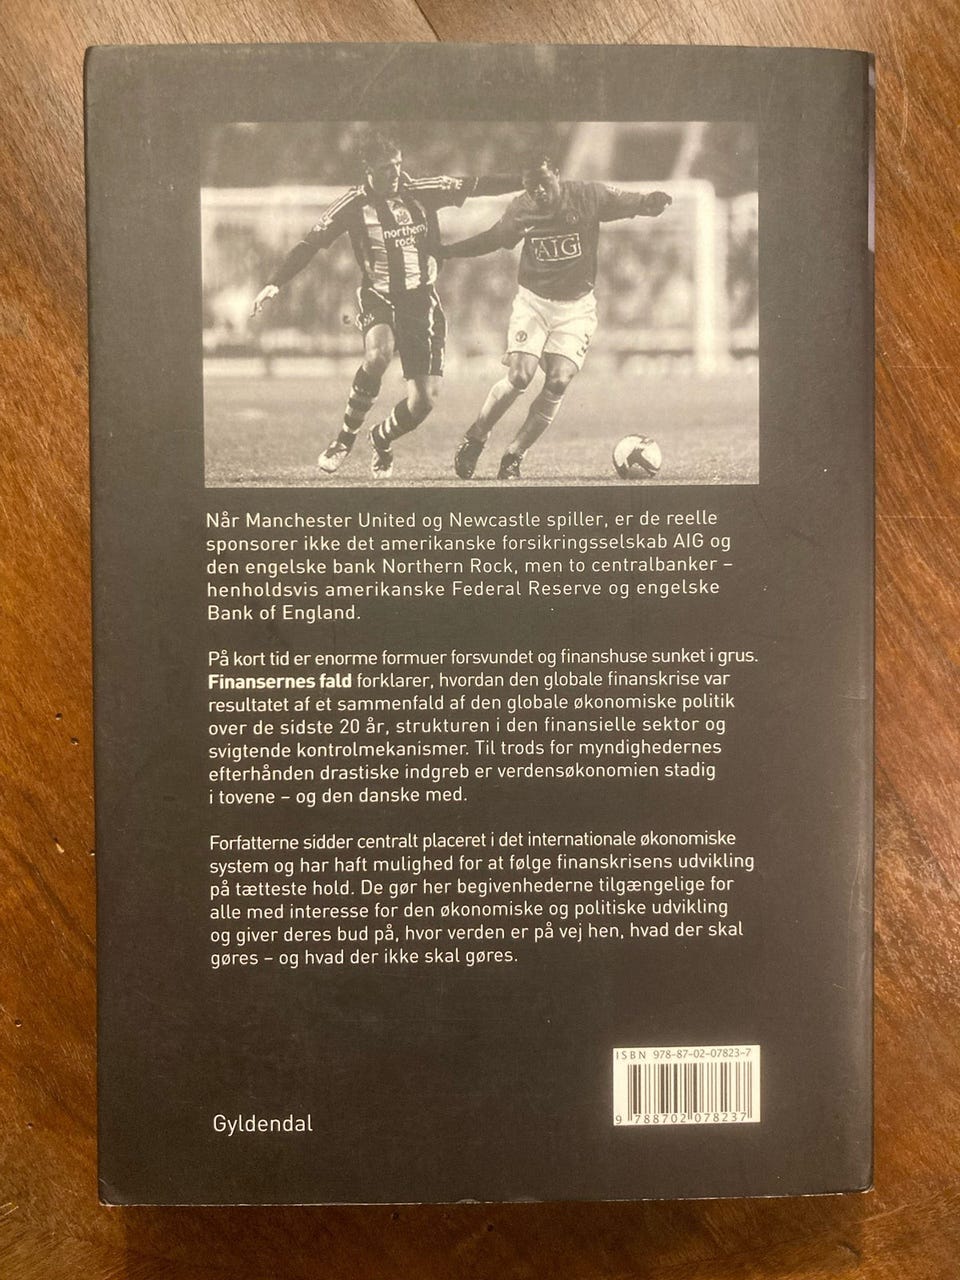 northern
rock
AIG
Når Manchester United og Newcastle spiller, er de reelle
sponsorer ikke det amerikanske forsikringsselskab AIG og
den engelske bank Northern Rock, men to centralbanker –
henholdsvis amerikanske Federal Reserve og engelske
Bank of England.
På kort tid er enorme formuer forsvundet og finanshuse sunket i grus.
Finansernes fald forklarer, hvordan den globale finanskrise var
resultatet af et sammenfald af den globale økonomiske politik
over de sidste 20 år, strukturen i den finansielle sektor og
svigtende kontrolmekanismer. Til trods for myndighedernes
efterhånden drastiske indgreb er verdensøkonomien stadig
i tovene – og den danske med.
Forfatterne sidder centralt placeret i det internationale økonomiske
system og har haft mulighed for at følge finanskrisens udvikling
på tætteste hold. De gør her begivenhederne tilgængelige for
alle med interesse for den økonomiske og politiske udvikling
og giver deres bud på, hvor verden er på vej hen, hvad der skal
gøres – og hvad der ikke skal gøres.
ISBN 978-87-02-07823-7
9 788702 078237
Gyldendal